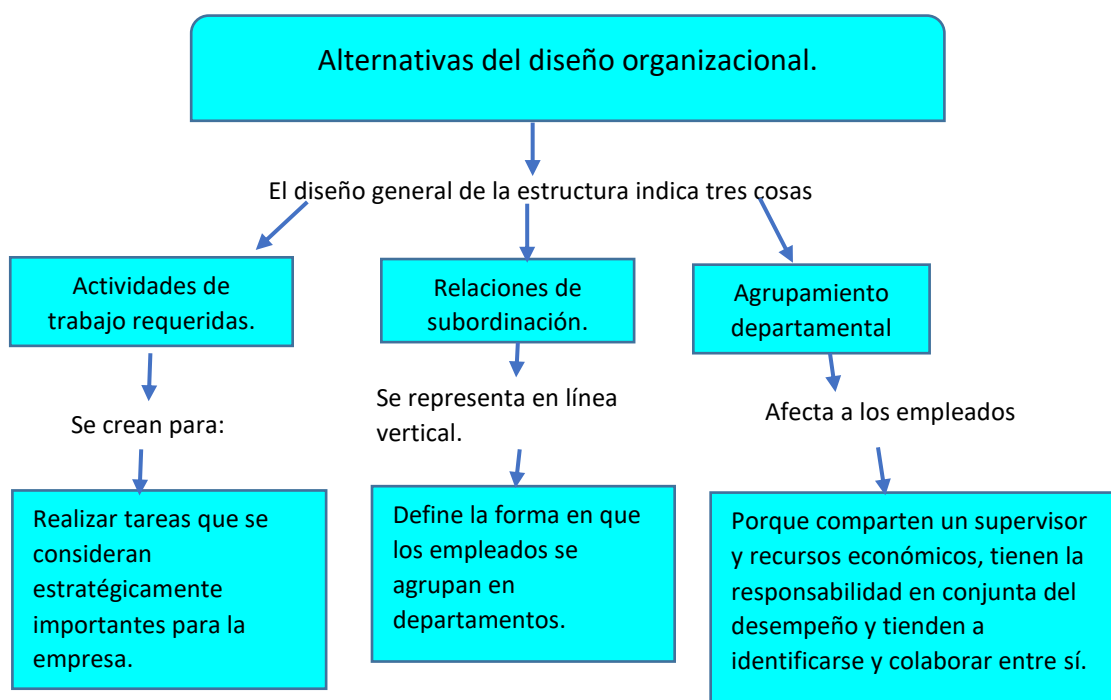 Alternativas del diseño organizacional.
El diseño general de la estructura indica tres cosas
Actividades de
trabajo requeridas.
Relaciones de
subordinación.
Agrupamiento
departamental
Se crean para:
Se representa en línea
vertical.
Afecta a los empleados
Realizar tareas que se
consideran
estratégicamente
importantes para la
empresa.
Define la forma en que
los empleados se
agrupan en
departamentos.
Porque comparten un supervisor
y recursos económicos, tienen la
responsabilidad en conjunta del
desempeño y tienden a
identificarse y colaborar entre sí.